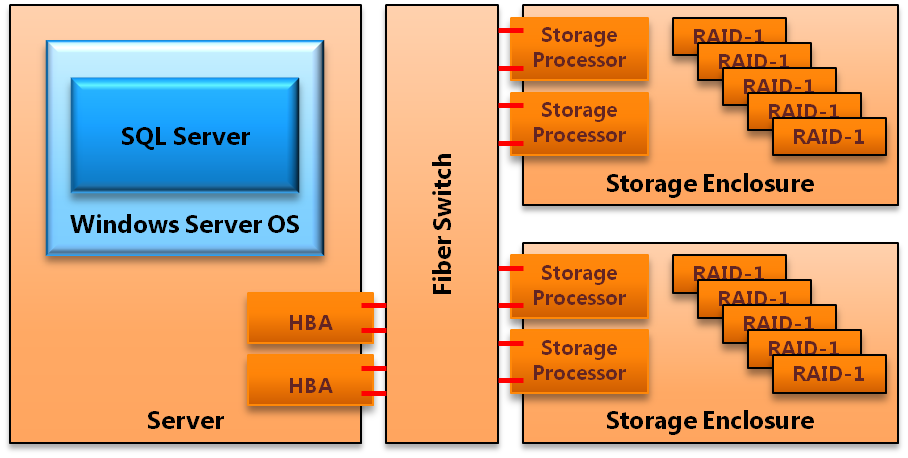 SQL Server
Windows Server OS
HBA
HBA
Server
Fiber Switch
Storage
Processor
Storage
Processor
RAID-1
RAID-1
RAID-1
RAID-1
RAID-1
Storage Enclosure
Storage
Processor
Storage
Processor
RAID-1
RAID-1
RAID-1
RAID-1
RAID-1
Storage Enclosure